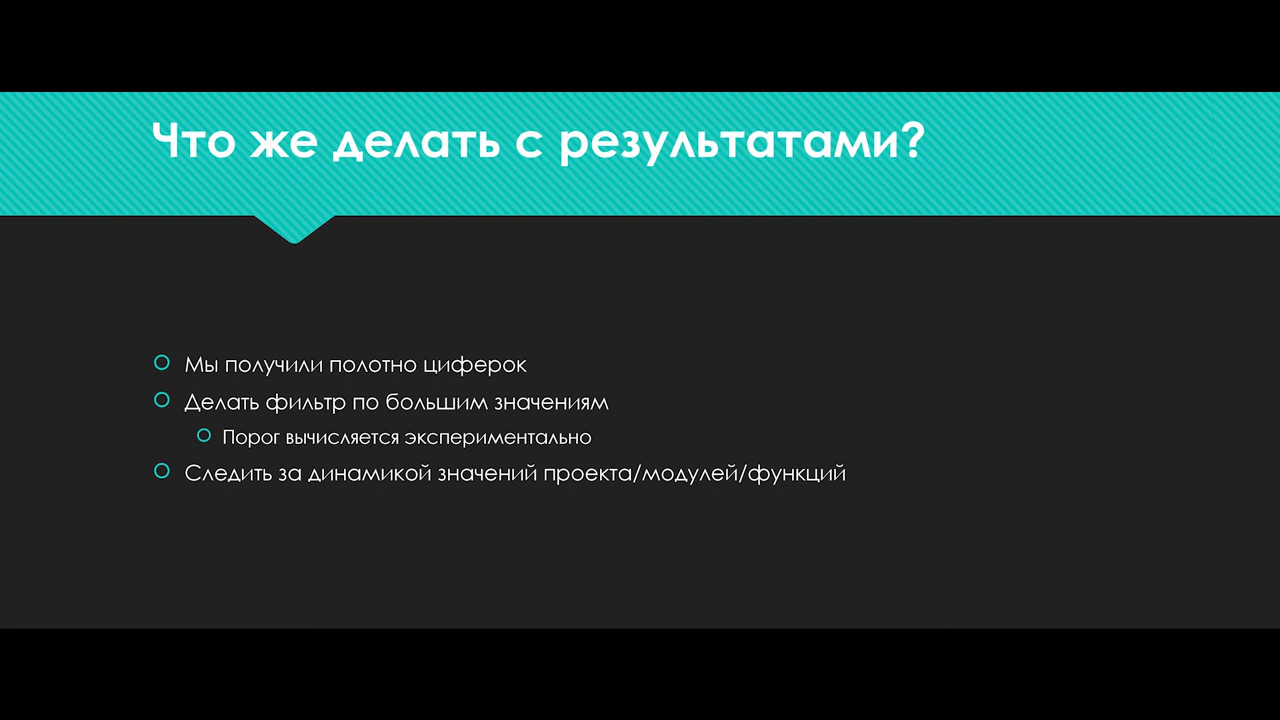 Что же делать с результатами?
Мы получили полотно циферок
Делать фильтр по большим значениям
Порог вычисляется экспериментально
Следить за динамикой значений проекта/модулей/функций